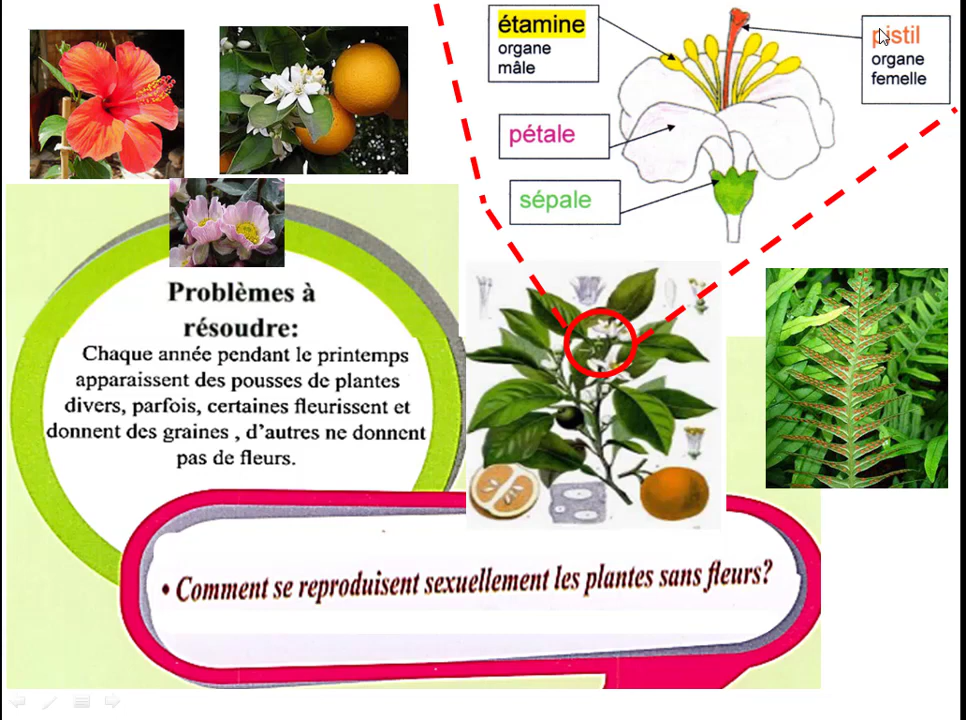 étamine
organe
mâle
pistil
organe
femelle
pétale
sépale
Problèmes à
résoudre:
Chaque année pendant le printemps
apparaissent des pousses de plantes
divers, parfois, certaines fleurissent et
donnent des graines , d'autres ne donnent
pas de fleurs.
• Comment se reproduisent sexuellement les plantes sans fleurs?